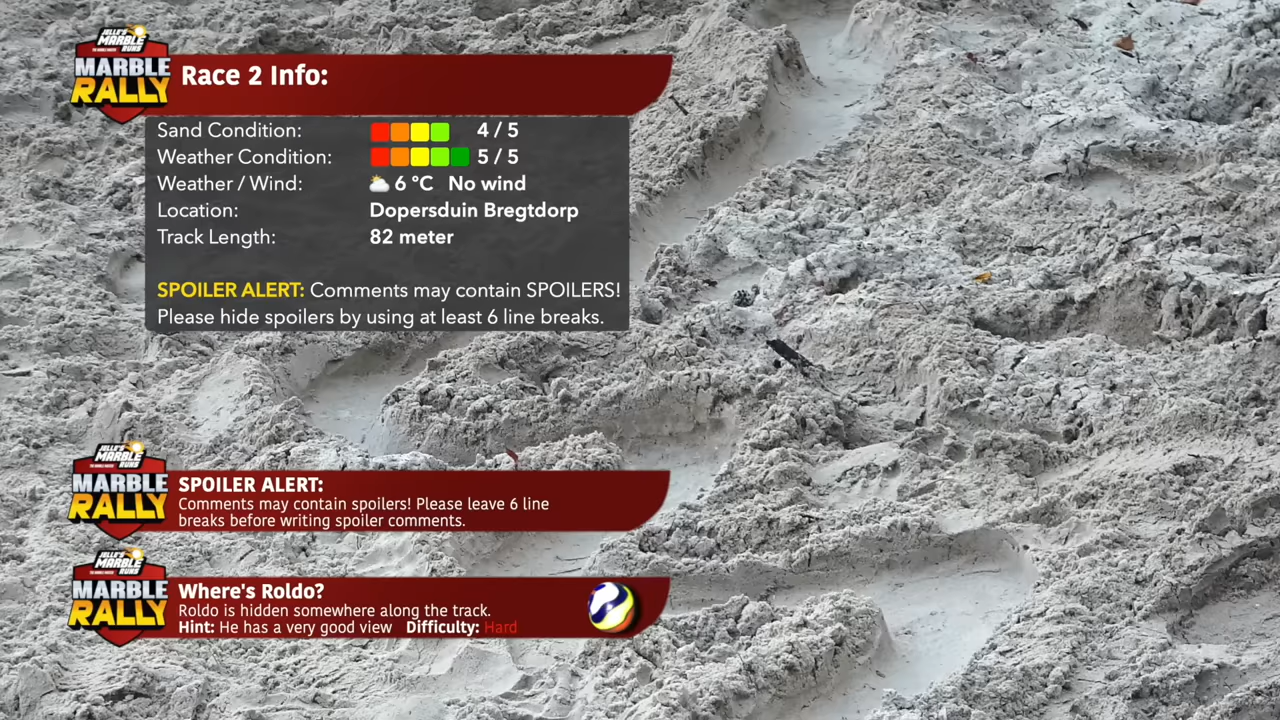 JELLE'S
MARBLE
RUNS
MARBLE
RALLY
Race 2 Info:
Sand Condition: 4 / 5
Weather Condition: 5 / 5
Weather / Wind: 6 °C No wind
Location: Dopersduin Bregtdorp
Track Length: 82 meter
SPOILER ALERT: Comments may contain SPOILERS!
Please hide spoilers by using at least 6 line breaks.
JELLE'S
MARBLE
RUNS
MARBLE
RALLY
SPOILER ALERT:
Comments may contain spoilers! Please leave 6 line
breaks before writing spoiler comments.
JELLE'S
MARBLE
RUNS
MARBLE
RALLY
Where's Roldo?
Roldo is hidden somewhere along the track.
Hint: He has a very good view Difficulty: Hard